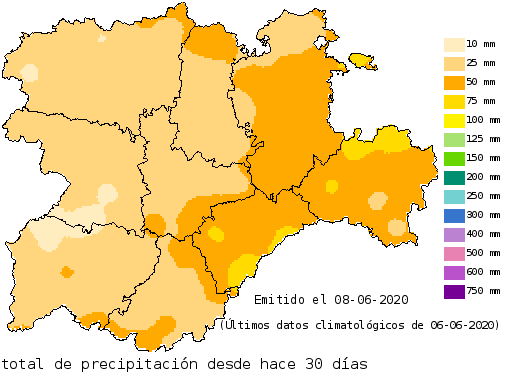 10 mm
25 mm
50 mm
75 mm
100 mm
125 mm
150 mm
200 mm
250 mm
300 mm
400 mm
500 mm
600 mm
750 mm
Emitido el 08-06-2020
(Últimos datos climatológicos de 06-06-2020)
total de precipitación desde hace 30 días